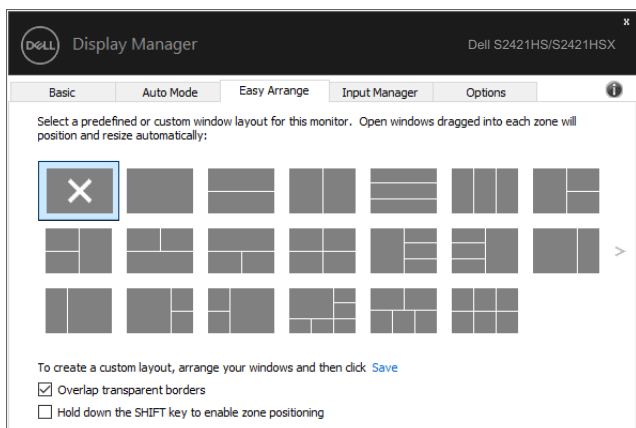 x
DELL Display Manager Dell S2421HS/S2421HSX
Basic Auto Mode Easy Arrange Input Manager Options
Select a predefined or custom window layout for this monitor. Open windows dragged into each zone will
position and resize automatically:
>
To create a custom layout, arrange your windows and then click Save
Overlap transparent borders
Hold down the SHIFT key to enable zone positioning